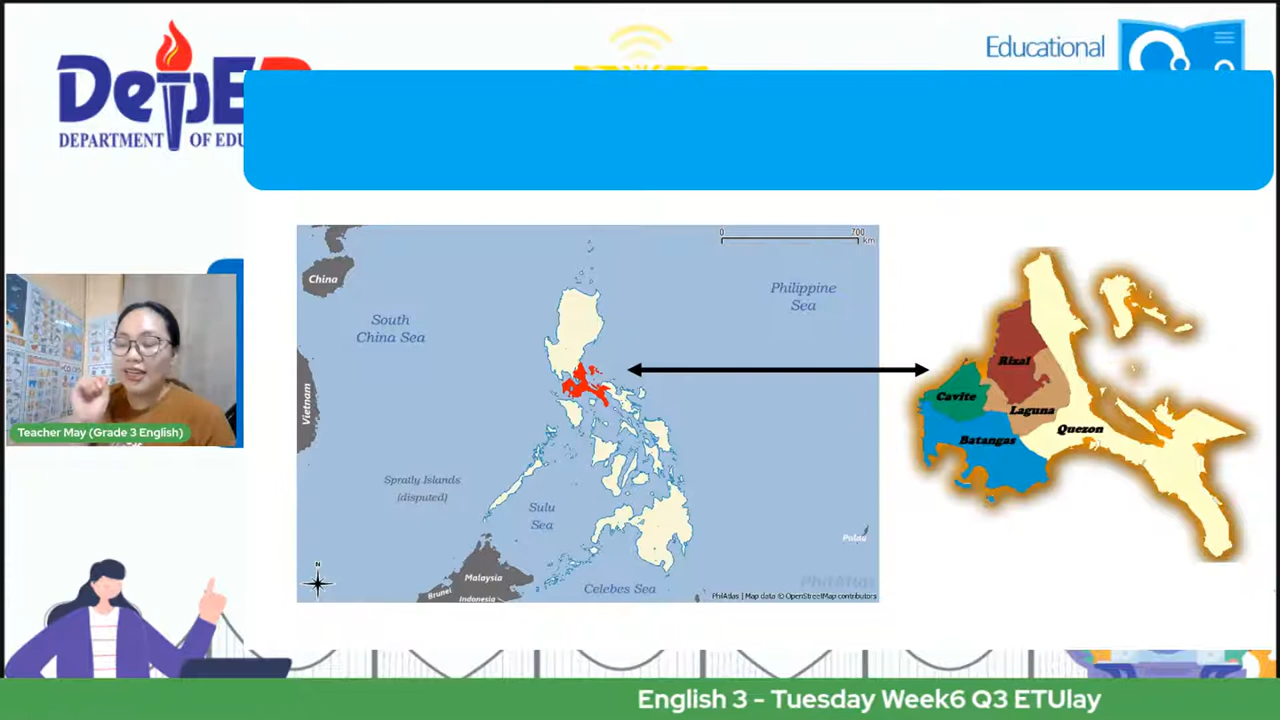 DepED
DEPARTMENT OF EDU
Educational
0 700
km
China
South
China Sea
Philippine
Sea
Vietnam
Spratly Islands
(disputed)
Sulu
Sea
Palau
Malaysia
Brunei
Indonesia
Celebes Sea
PhilAtlas
PhilAtlas | Map data © OpenStreetMap contributors
N
Rizal
Cavite
Laguna
Quezon
Batangas
Teacher May (Grade 3 English)
English 3 - Tuesday Week6 Q3 ETUlay